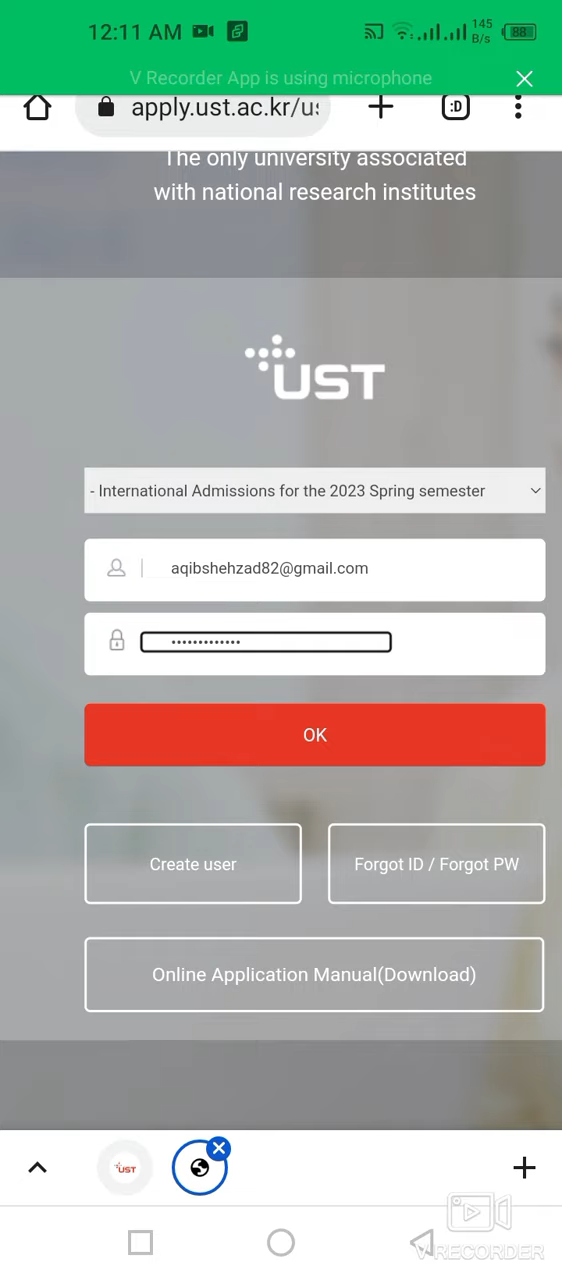 12:11 AM
145
B/s
88
V Recorder App is using microphone
apply.ust.ac.kr/us
:D
The only university associated
with national research institutes
UST
- International Admissions for the 2023 Spring semester
aqibshehzad82@gmail.com
•••••••••••••
OK
Create user
Forgot ID / Forgot PW
Online Application Manual(Download)
UST
VRECORDER